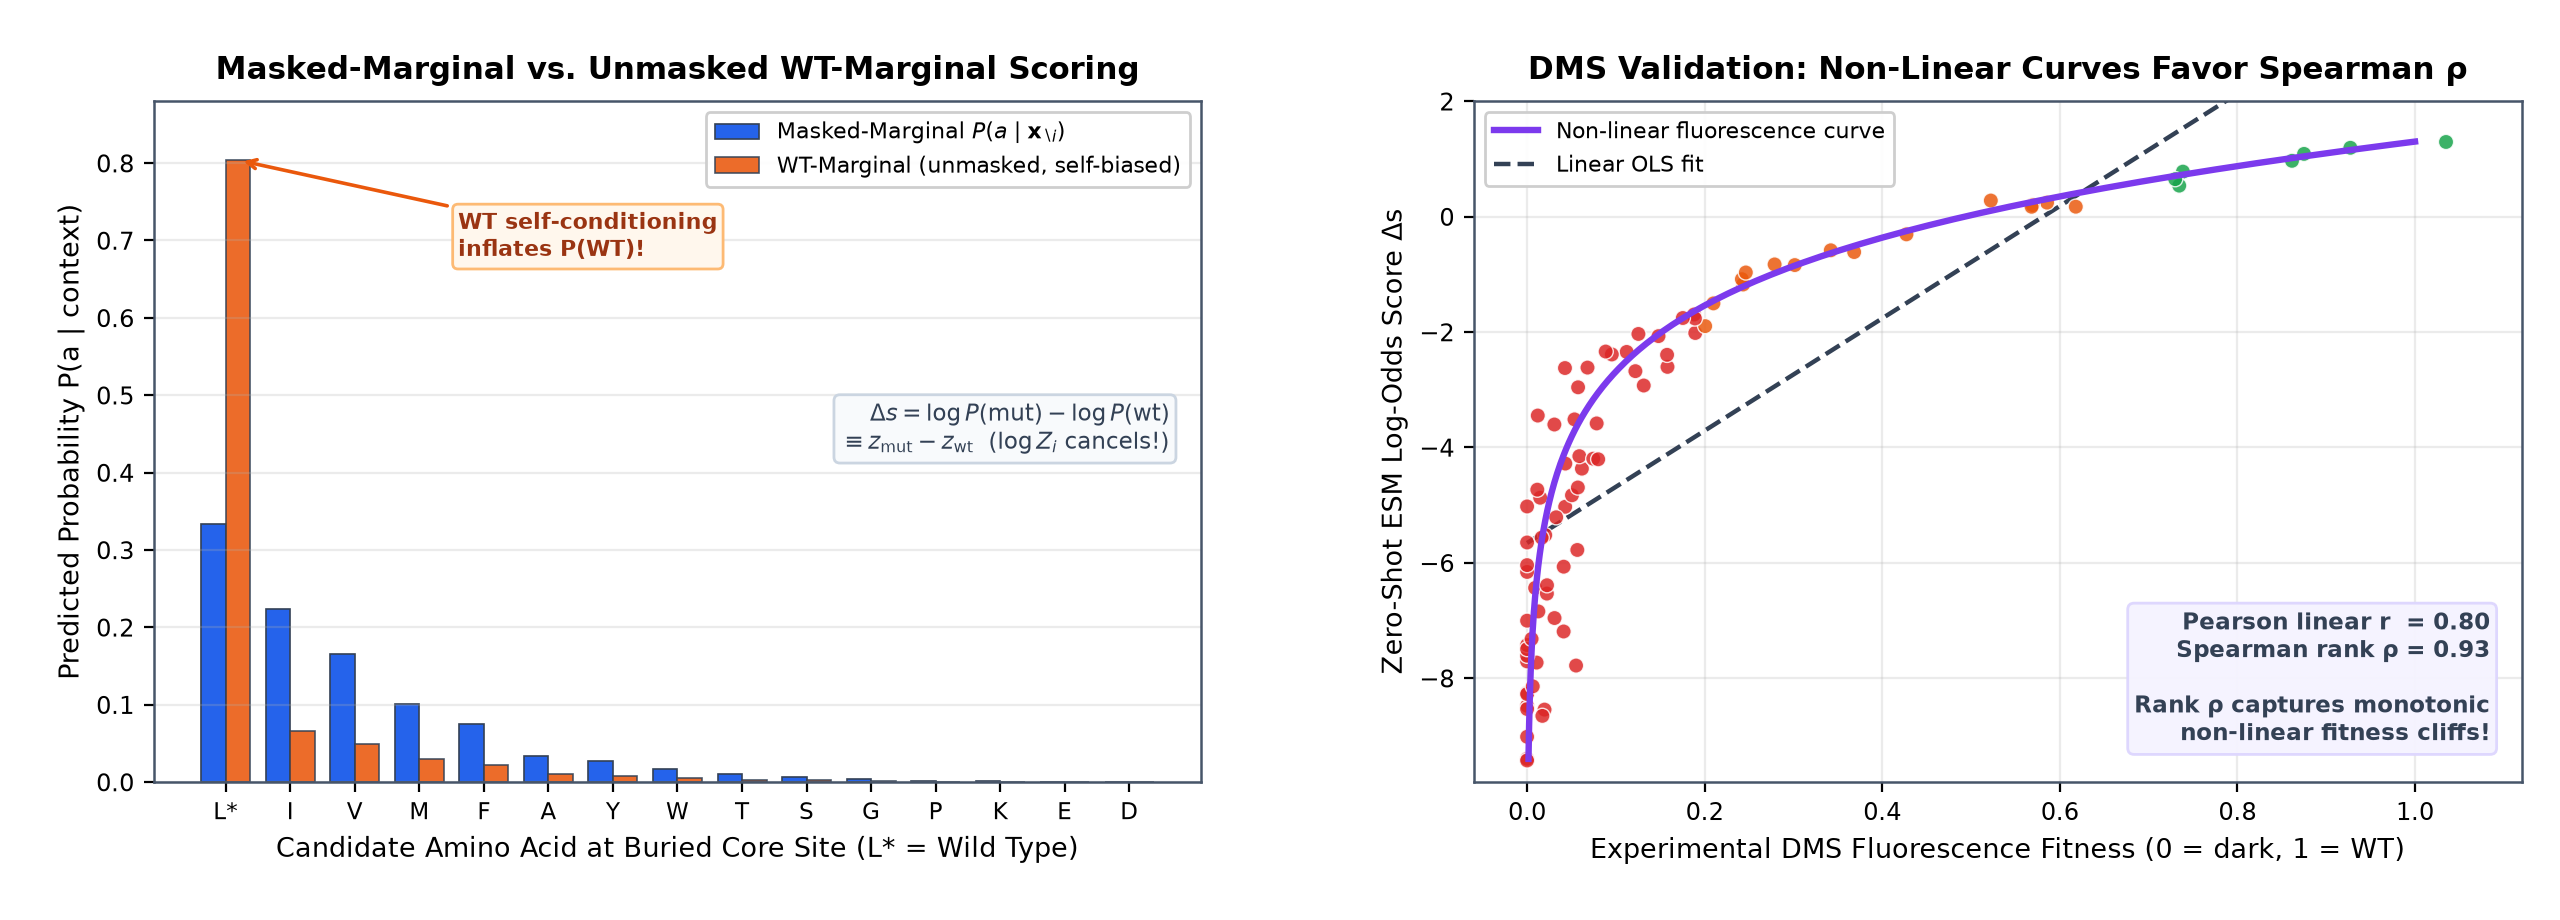 Masked-Marginal vs. Unmasked WT-Marginal Scoring
Masked-Marginal P(a | x\i)
WT-Marginal (unmasked, self-biased)
WT self-conditioning
inflates P(WT)!
Δs = log P(mut) − log P(wt)
≡ zmut − zwt (log Zi cancels!)
Predicted Probability P(a | context)
0.8
0.7
0.6
0.5
0.4
0.3
0.2
0.1
0.0
L* I V M F A Y W T S G P K E D
Candidate Amino Acid at Buried Core Site (L* = Wild Type)
DMS Validation: Non-Linear Curves Favor Spearman ρ
Non-linear fluorescence curve
Linear OLS fit
Zero-Shot ESM Log-Odds Score Δs
2
0
−2
−4
−6
−8
Pearson linear r = 0.80
Spearman rank ρ = 0.93
Rank ρ captures monotonic
non-linear fitness cliffs!
0.0 0.2 0.4 0.6 0.8 1.0
Experimental DMS Fluorescence Fitness (0 = dark, 1 = WT)